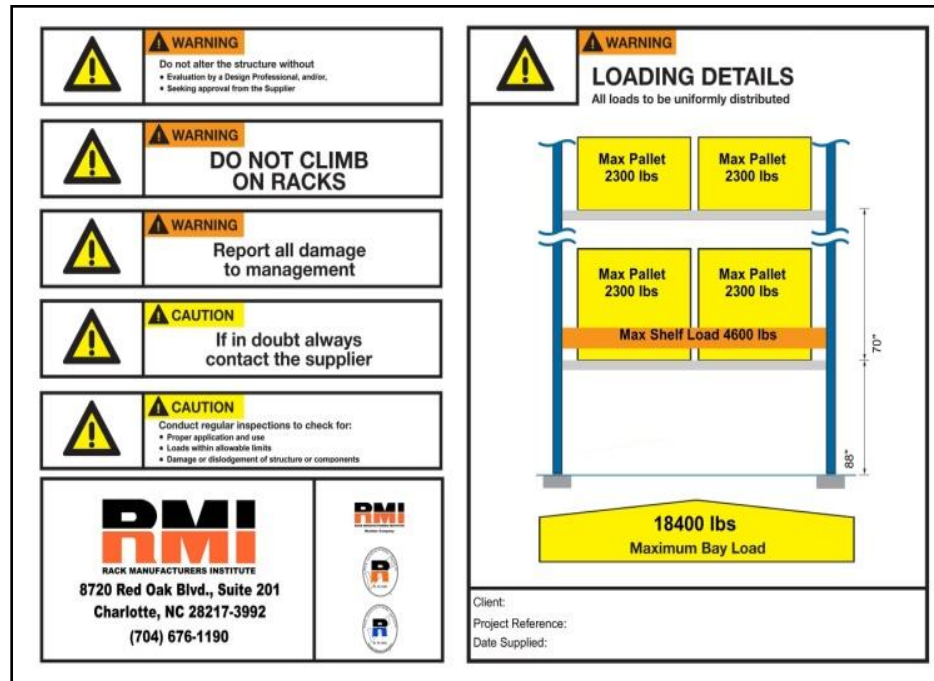 WARNING
Do not alter the structure without
• Evaluation by a Design Professional, and/or,
• Seeking approval from the Supplier
WARNING
DO NOT CLIMB
ON RACKS
WARNING
Report all damage
to management
CAUTION
If in doubt always
contact the supplier
CAUTION
Conduct regular inspections to check for:
• Proper application and use
• Loads within allowable limits
• Damage or dislodgement of structure or components
RMI
RACK MANUFACTURERS INSTITUTE
8720 Red Oak Blvd., Suite 201
Charlotte, NC 28217-3992
(704) 676-1190
RMI
RACK MANUFACTURERS INSTITUTE
Member Company
R
R
WARNING
LOADING DETAILS
All loads to be uniformly distributed
Max Pallet
2300 lbs
Max Pallet
2300 lbs
Max Pallet
2300 lbs
Max Pallet
2300 lbs
Max Shelf Load 4600 lbs
70"
88"
18400 lbs
Maximum Bay Load
Client:
Project Reference:
Date Supplied: